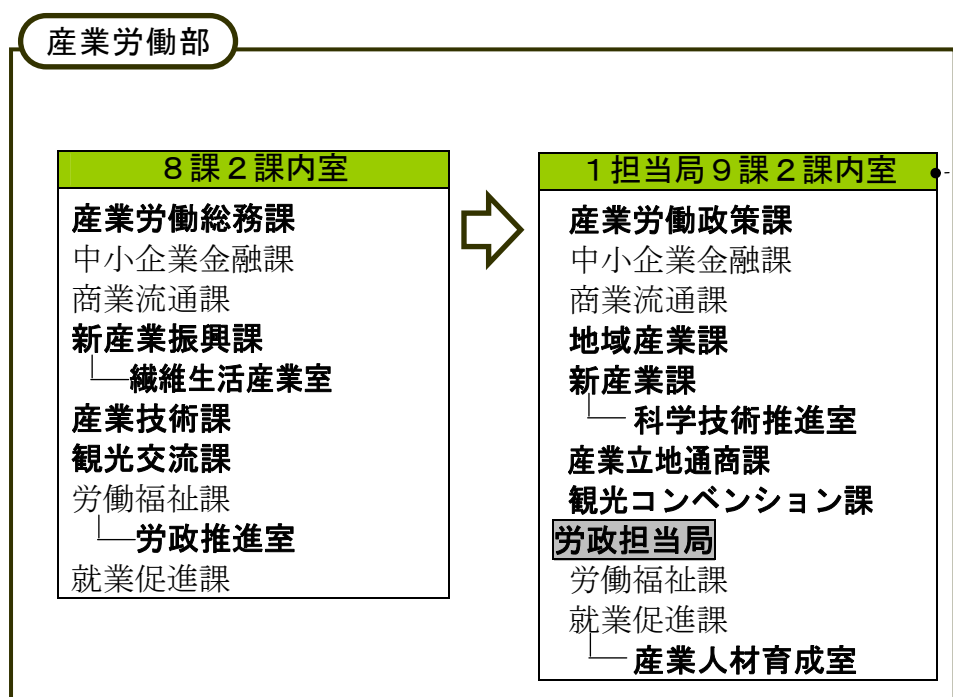 産業労働部
８課２課内室
産業労働総務課
中小企業金融課
商業流通課
新産業振興課
繊維生活産業室
産業技術課
観光交流課
労働福祉課
労政推進室
就業促進課
１担当局９課２課内室
産業労働政策課
中小企業金融課
商業流通課
地域産業課
新産業課
科学技術推進室
産業立地通商課
観光コンベンション課
労政担当局
労働福祉課
就業促進課
産業人材育成室